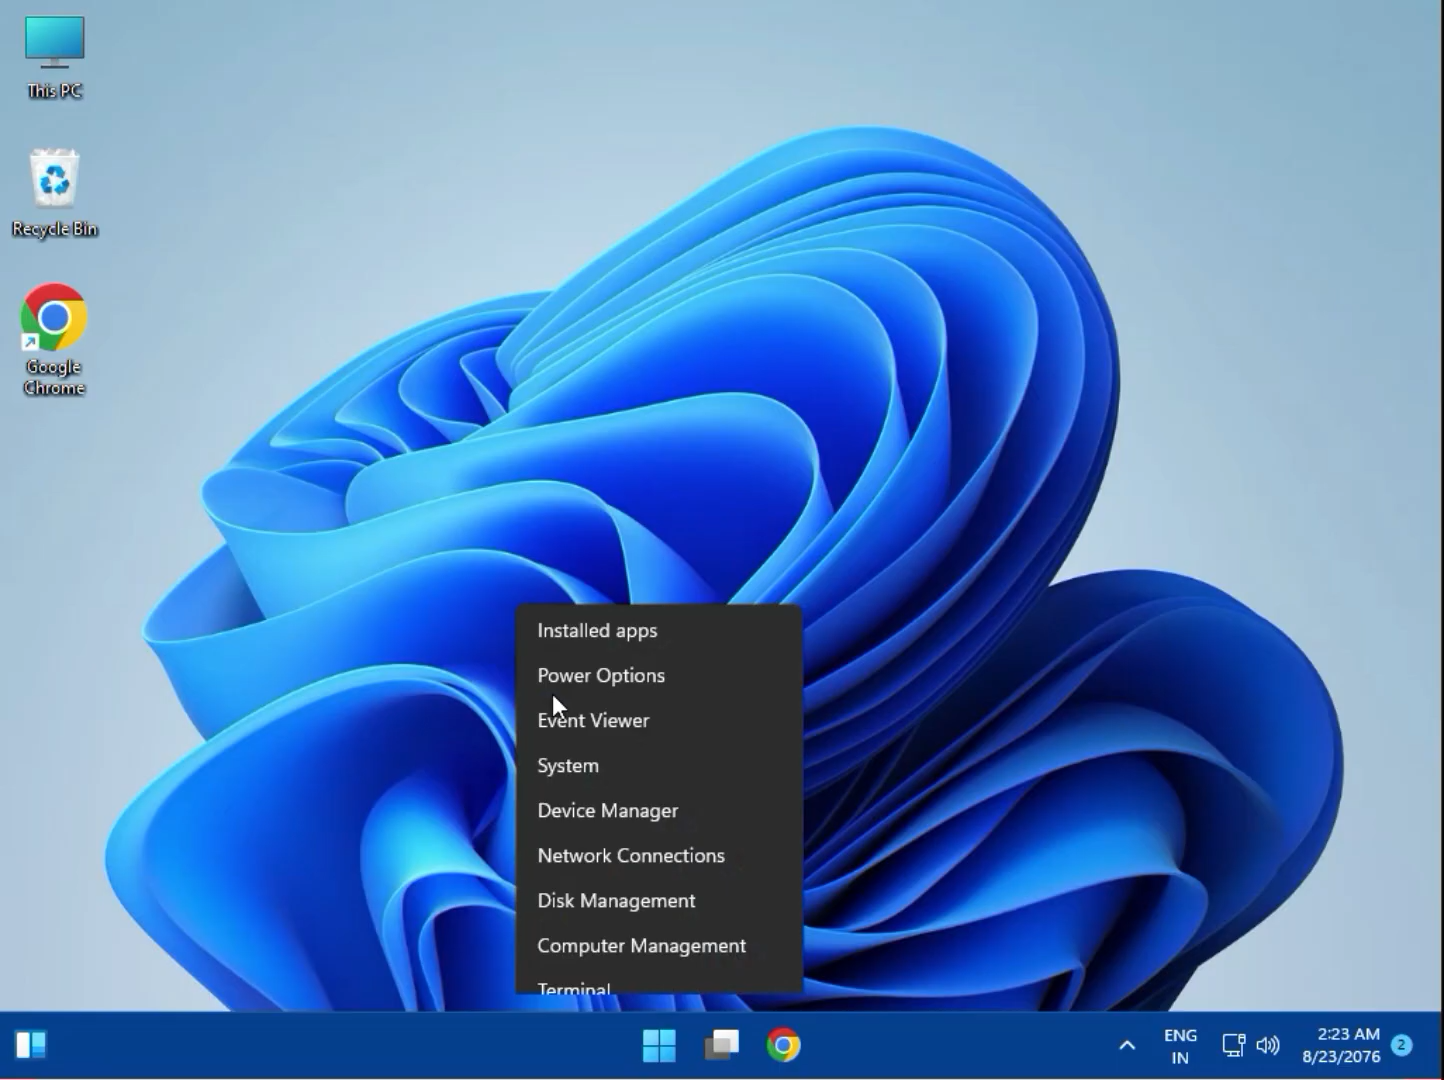 This PC
Recycle Bin
Google
Chrome
Installed apps
Power Options
Event Viewer
System
Device Manager
Network Connections
Disk Management
Computer Management
Terminal
ENG
IN
2:23 AM
8/23/2076
2